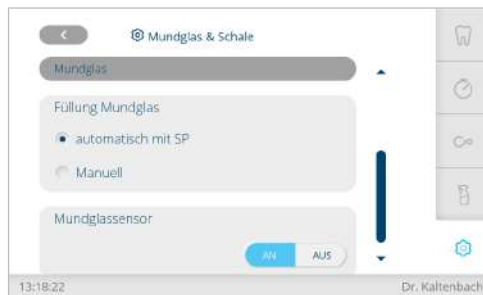 Mundglas & Schale
Mundglas
Füllung Mundglas
automatisch mit SP
Manuell
Mundglassensor
AN AUS
13:18:22 Dr. Kaltenbach